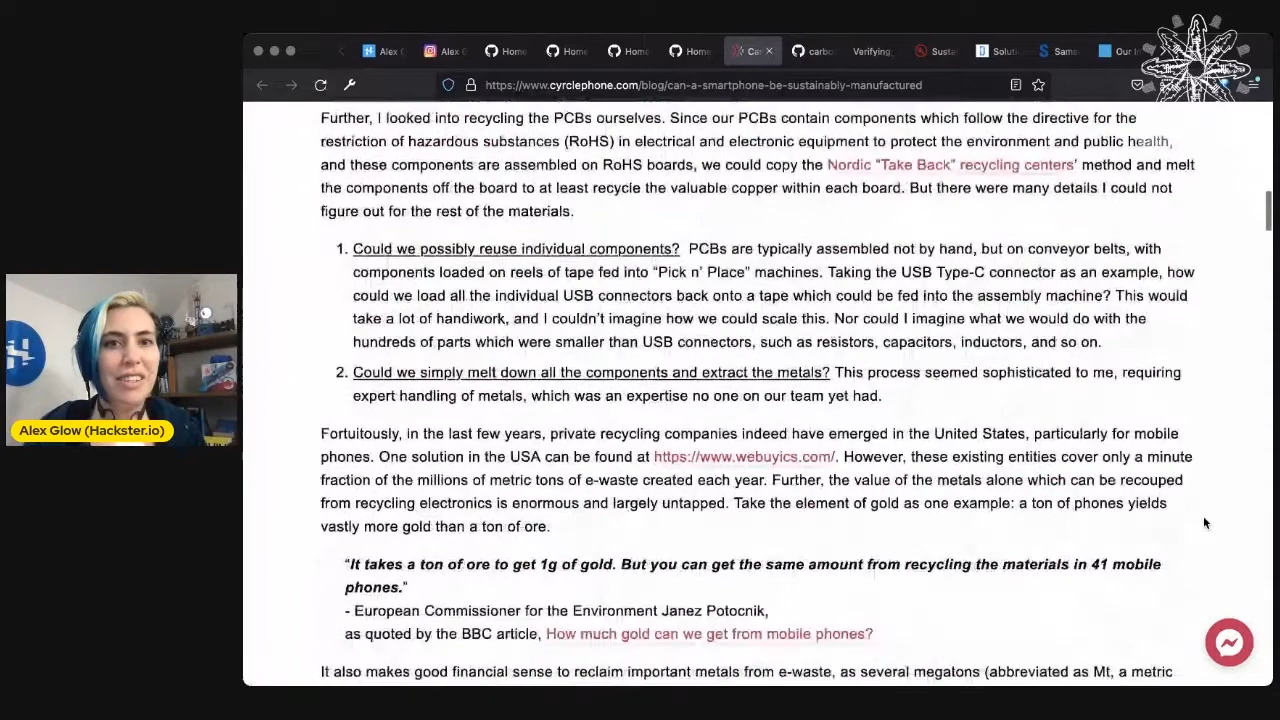 Alex G
Alex G
Home
Home
Home
Home
Ca
carbo
Verifying
Susta
Soluti
Sams
Our In
https://www.cyrclephone.com/blog/can-a-smartphone-be-sustainably-manufactured
Further, I looked into recycling the PCBs ourselves. Since our PCBs contain components which follow the directive for the
restriction of hazardous substances (RoHS) in electrical and electronic equipment to protect the environment and public health,
and these components are assembled on RoHS boards, we could copy the Nordic “Take Back” recycling centers’ method and melt
the components off the board to at least recycle the valuable copper within each board. But there were many details I could not
figure out for the rest of the materials.
1. Could we possibly reuse individual components? PCBs are typically assembled not by hand, but on conveyor belts, with
components loaded on reels of tape fed into “Pick n’ Place” machines. Taking the USB Type-C connector as an example, how
could we load all the individual USB connectors back onto a tape which could be fed into the assembly machine? This would
take a lot of handiwork, and I couldn’t imagine how we could scale this. Nor could I imagine what we would do with the
hundreds of parts which were smaller than USB connectors, such as resistors, capacitors, inductors, and so on.
2. Could we simply melt down all the components and extract the metals? This process seemed sophisticated to me, requiring
expert handling of metals, which was an expertise no one on our team yet had.
Fortuitously, in the last few years, private recycling companies indeed have emerged in the United States, particularly for mobile
phones. One solution in the USA can be found at https://www.webuyics.com/. However, these existing entities cover only a minute
fraction of the millions of metric tons of e-waste created each year. Further, the value of the metals alone which can be recouped
from recycling electronics is enormous and largely untapped. Take the element of gold as one example: a ton of phones yields
vastly more gold than a ton of ore.
“It takes a ton of ore to get 1g of gold. But you can get the same amount from recycling the materials in 41 mobile
phones.”
- European Commissioner for the Environment Janez Potocnik,
as quoted by the BBC article, How much gold can we get from mobile phones?
It also makes good financial sense to reclaim important metals from e-waste, as several megatons (abbreviated as Mt, a metric
Alex Glow (Hackster.io)